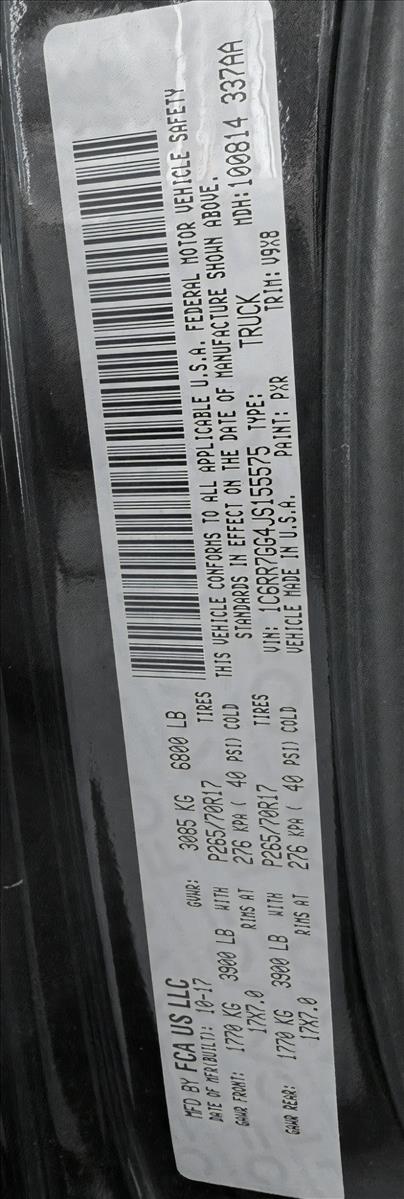 MFD BY FCA US LLC
DATE OF MFR(BUILT): 10-17 GVWR: 3085 KG 6800 LB
GAWR FRONT: 1770 KG 3900 LB WITH P265/70R17 TIRES
17X7.0 RIMS AT 276 KPA ( 40 PSI) COLD
GAWR REAR: 1770 KG 3900 LB WITH P265/70R17 TIRES
17X7.0 RIMS AT 276 KPA ( 40 PSI) COLD
THIS VEHICLE CONFORMS TO ALL APPLICABLE U.S.A. FEDERAL MOTOR VEHICLE SAFETY
STANDARDS IN EFFECT ON THE DATE OF MANUFACTURE SHOWN ABOVE.
MDH:100814 337AA
VIN: 1C6RR7GG4JS155575 TYPE: TRUCK
VEHICLE MADE IN U.S.A. PAINT: PXR TRIM: V9X8